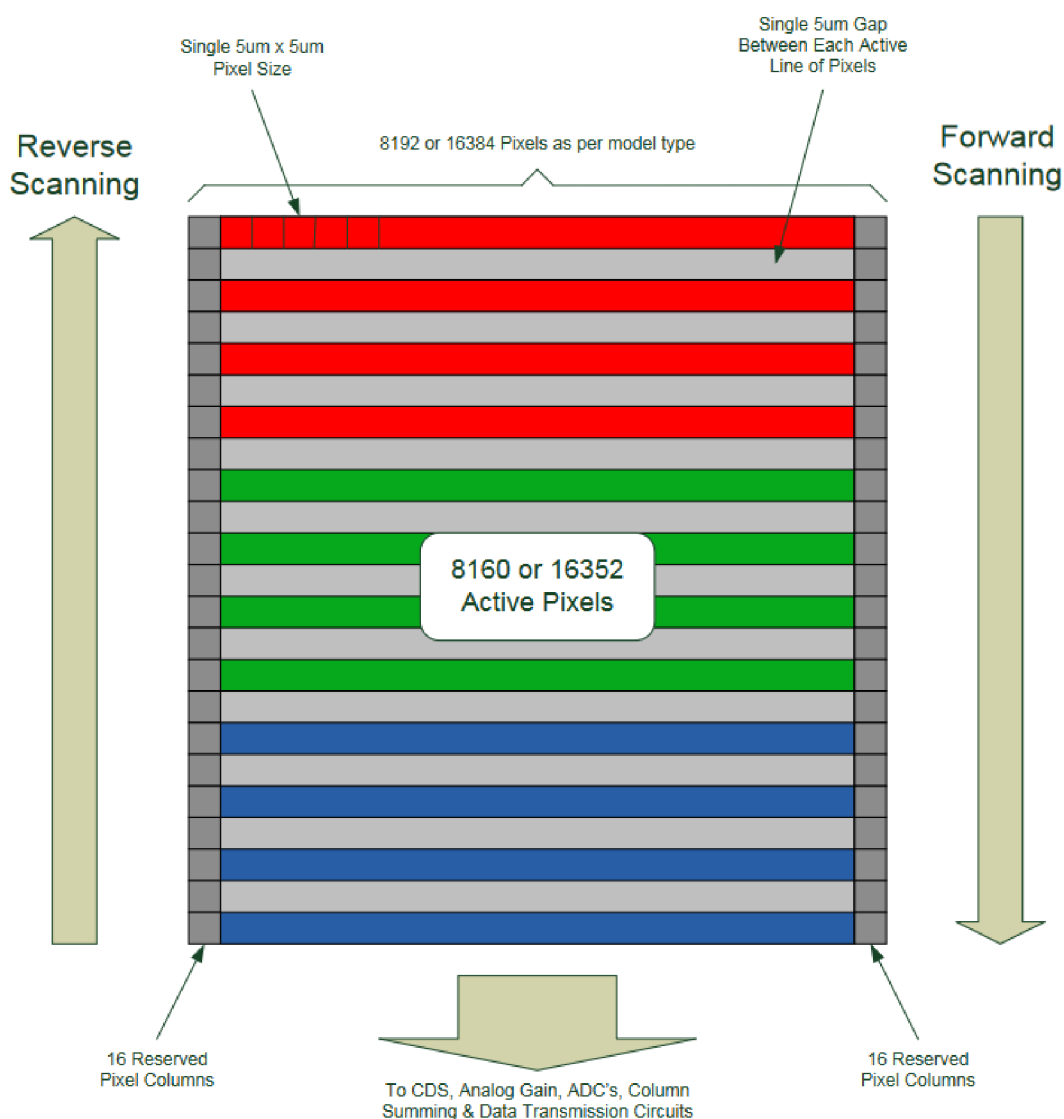 Single 5um x 5um
Pixel Size
Single 5um Gap
Between Each Active
Line of Pixels
8192 or 16384 Pixels as per model type
Reverse
Scanning
Forward
Scanning
8160 or 16352
Active Pixels
16 Reserved
Pixel Columns
16 Reserved
Pixel Columns
To CDS, Analog Gain, ADC's, Column
Summing & Data Transmission Circuits